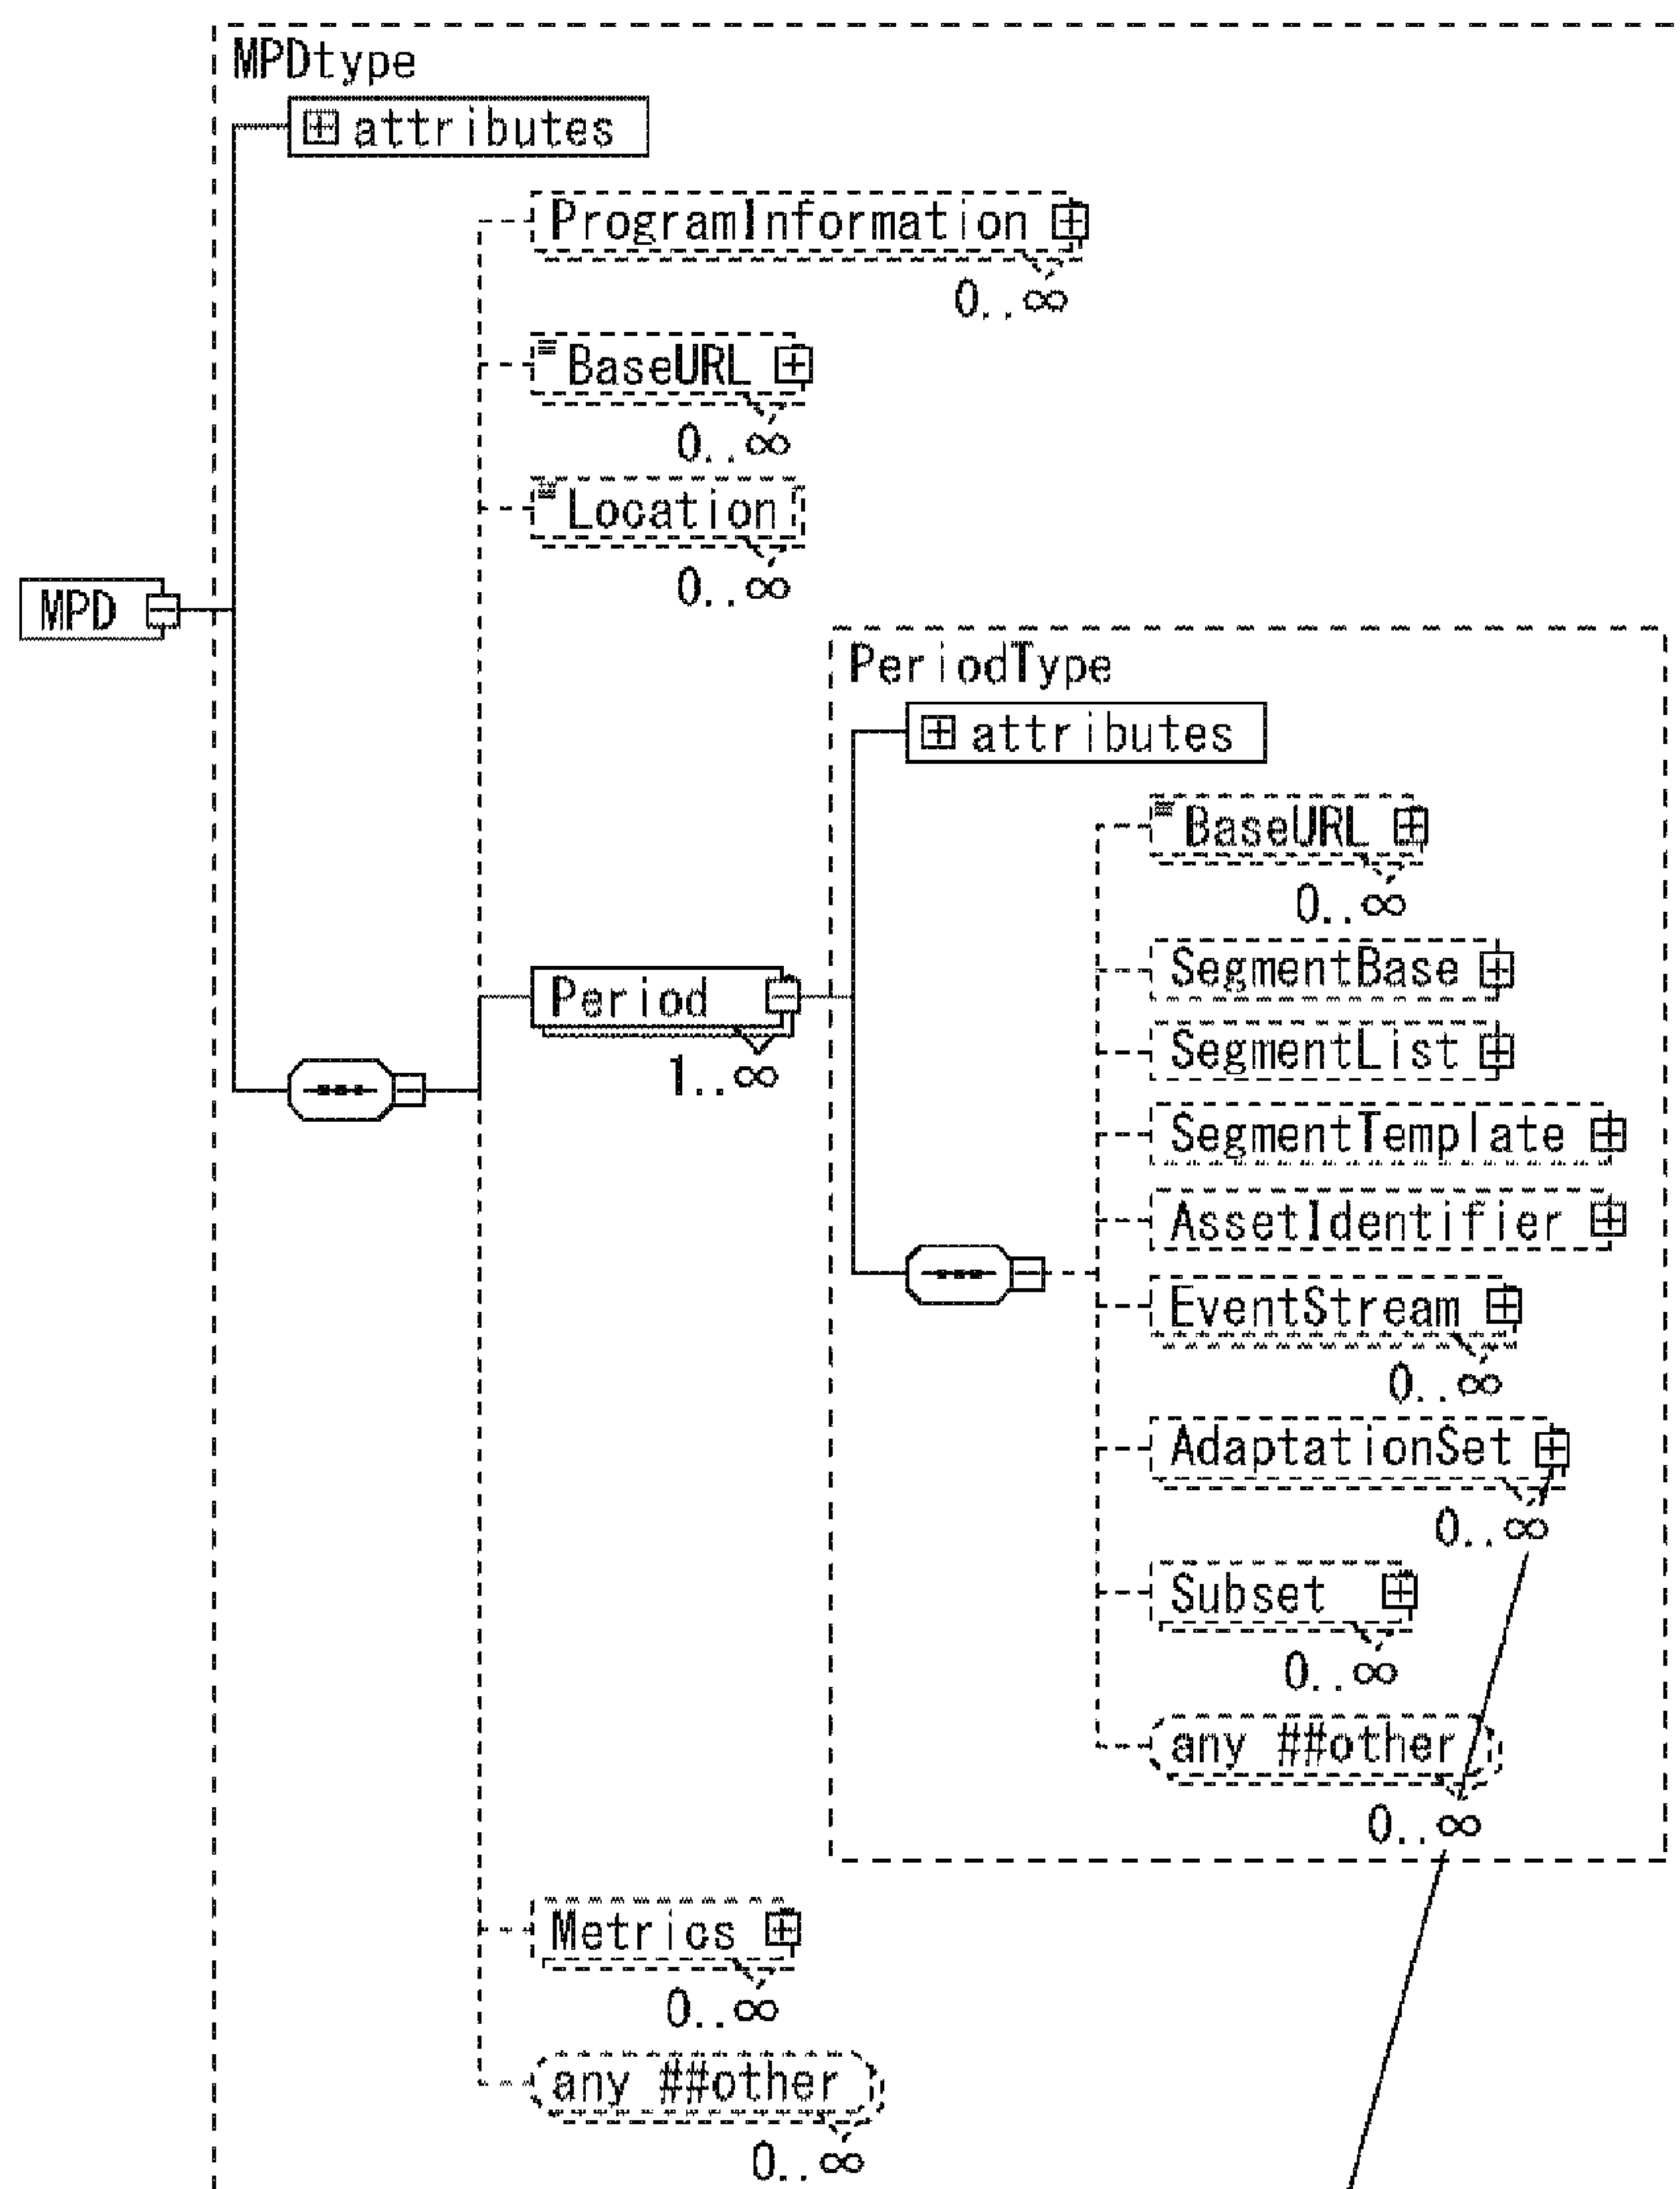 MPDtype
attributes
ProgramInformation
0..∞
BaseURL
0..∞
Location
0..∞
MPD
PeriodType
attributes
BaseURL
0..∞
SegmentBase
Period
SegmentList
1..∞
SegmentTemplate
AssetIdentifier
EventStream
0..∞
AdaptationSet
0..∞
Subset
0..∞
any ##other
0..∞
Metrics
0..∞
any ##other
0..∞